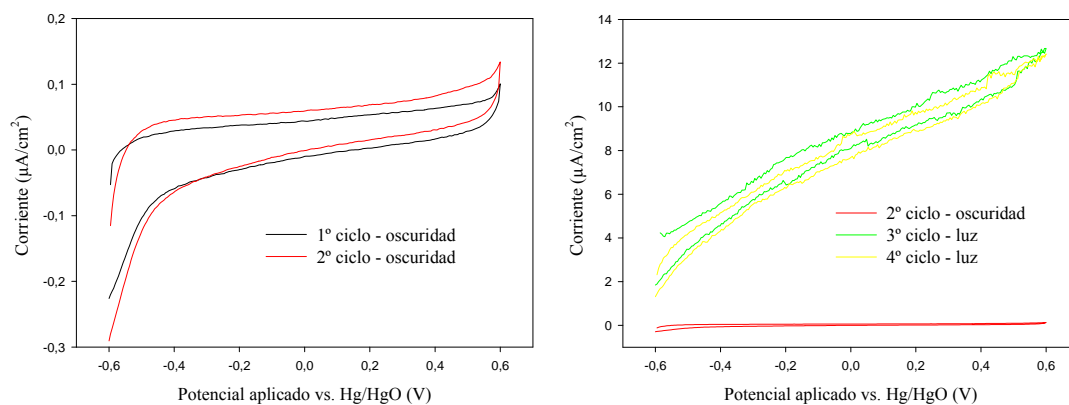 0,2
0,1
0,0
-0,1
-0,2
-0,3
Corriente (µA/cm²)
1º ciclo - oscuridad
2º ciclo - oscuridad
-0,6 -0,4 -0,2 0,0 0,2 0,4 0,6
Potencial aplicado vs. Hg/HgO (V)
14
12
10
8
6
4
2
0
Corriente (µA/cm²)
2º ciclo - oscuridad
3º ciclo - luz
4º ciclo - luz
-0,6 -0,4 -0,2 0,0 0,2 0,4 0,6
Potencial aplicado vs. Hg/HgO (V)